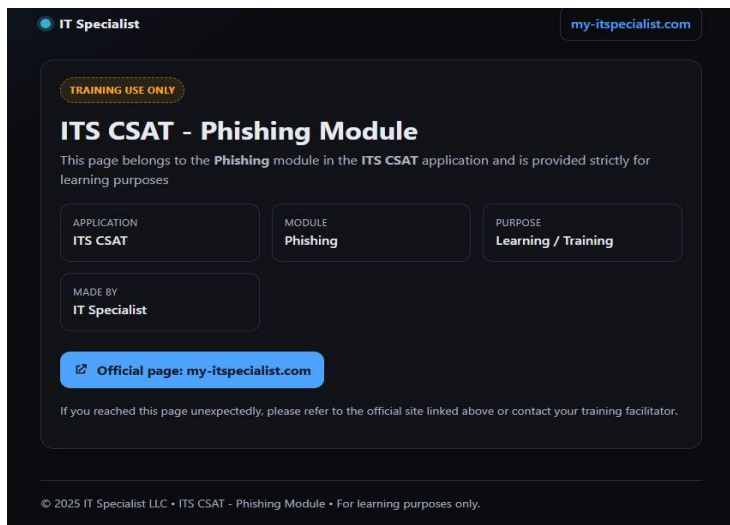 IT Specialist
my-itspecialist.com
TRAINING USE ONLY
ITS CSAT - Phishing Module
This page belongs to the Phishing module in the ITS CSAT application and is provided strictly for
learning purposes
APPLICATION
ITS CSAT
MODULE
Phishing
PURPOSE
Learning / Training
MADE BY
IT Specialist
Official page: my-itspecialist.com
If you reached this page unexpectedly, please refer to the official site linked above or contact your training facilitator.
© 2025 IT Specialist LLC • ITS CSAT - Phishing Module • For learning purposes only.